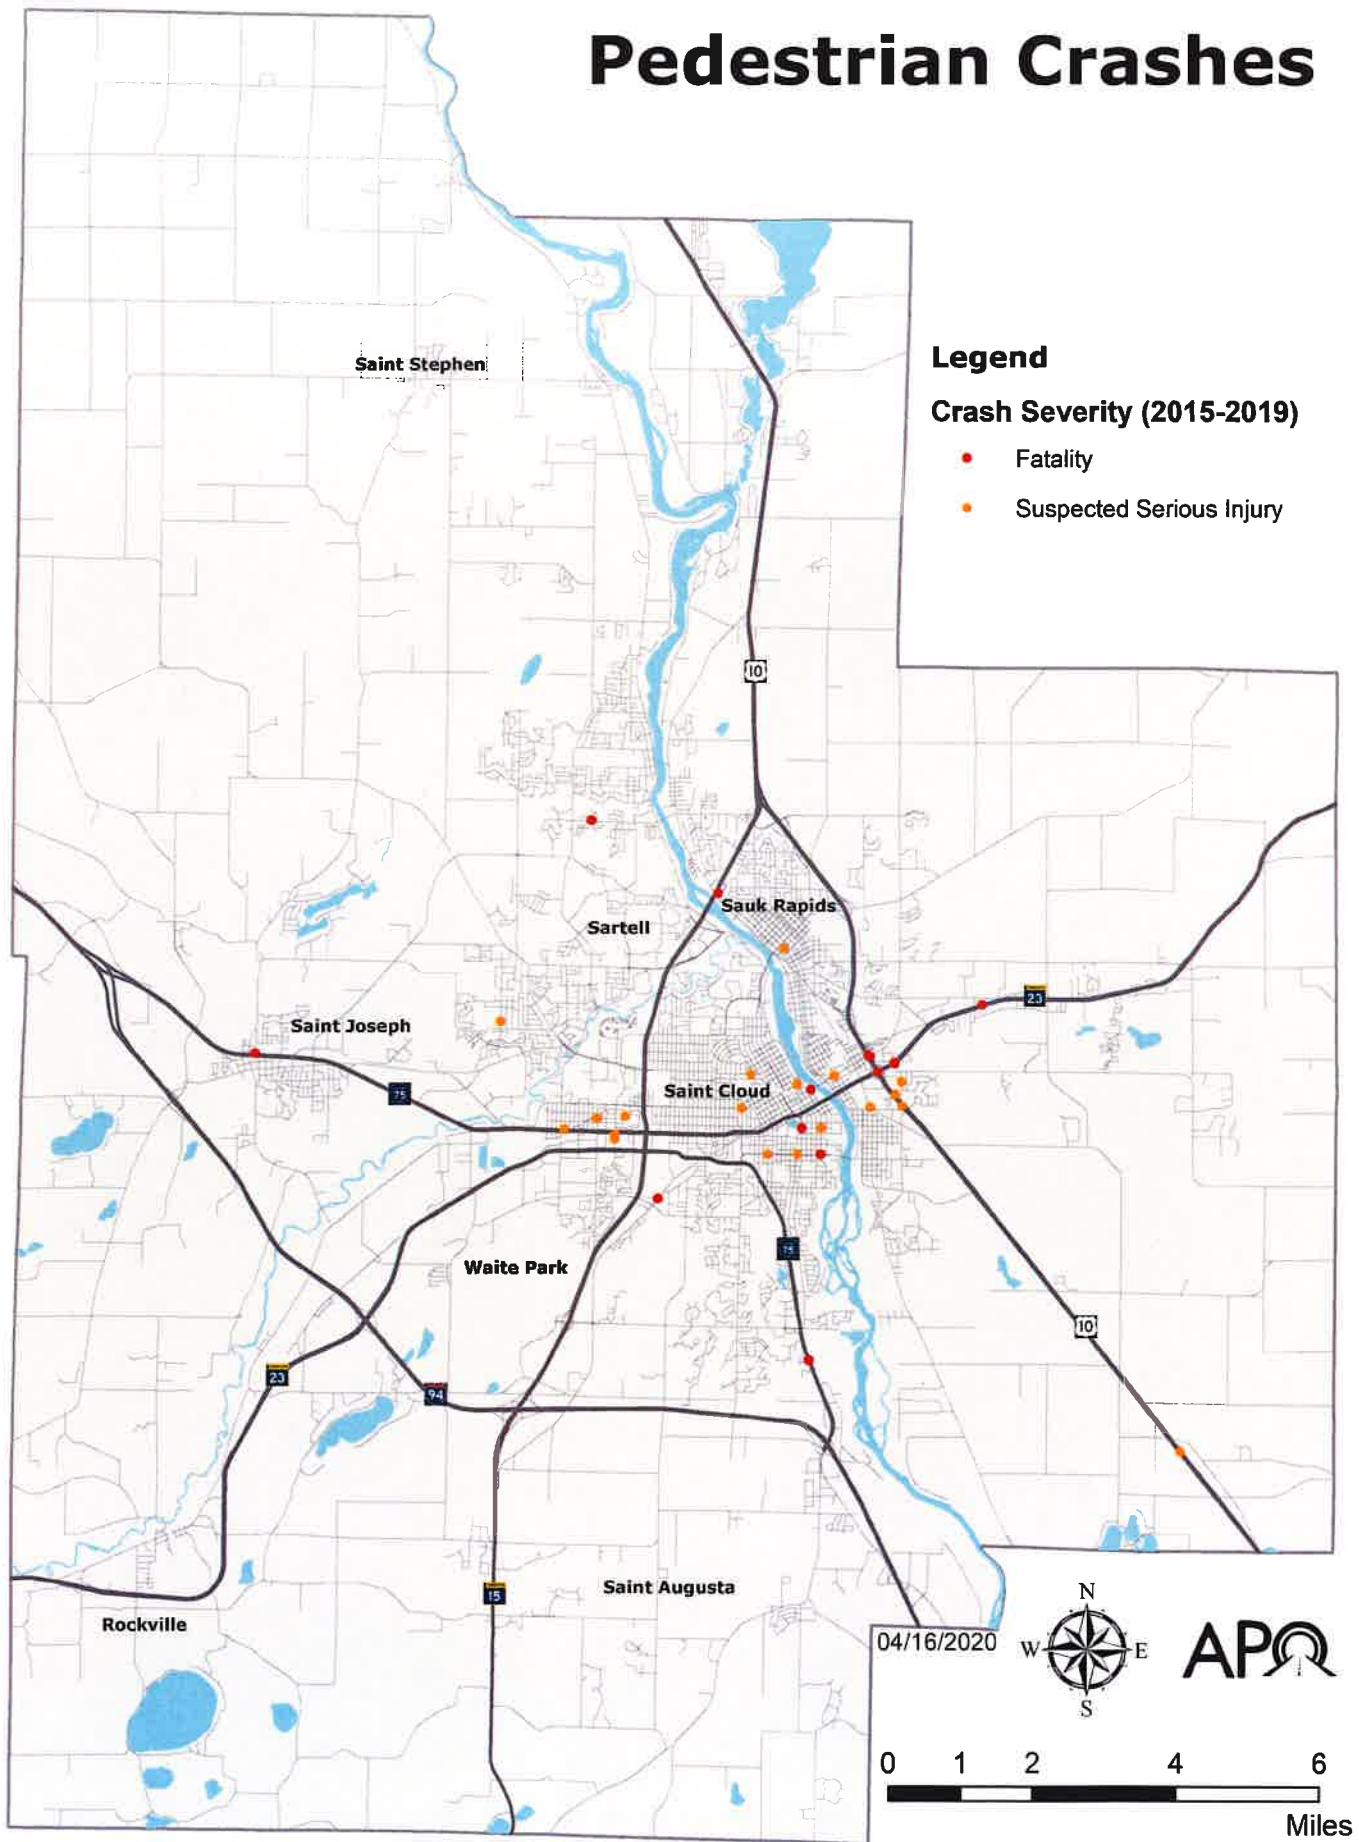 Pedestrian Crashes
Saint Stephen
Legend
Crash Severity (2015-2019)
Fatality
Suspected Serious Injury
10
Sauk Rapids
Sartell
23
Saint Joseph
75
Saint Cloud
Waite Park
75
10
23
94
15
Saint Augusta
Rockville
04/16/2020
N
W
E
S
APO
0 1 2 4 6
Miles